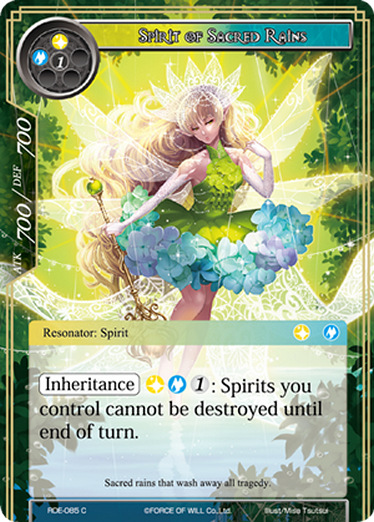 Spirit of Sacred Rains
1
ATK 700 / DEF 700
Resonator: Spirit
Inheritance 1 : Spirits you
control cannot be destroyed until
end of turn.
Sacred rains that wash away all tragedy.
RDE-085 C ©FORCE OF WILL Co.,Ltd. Illust/Mise Tsutsui